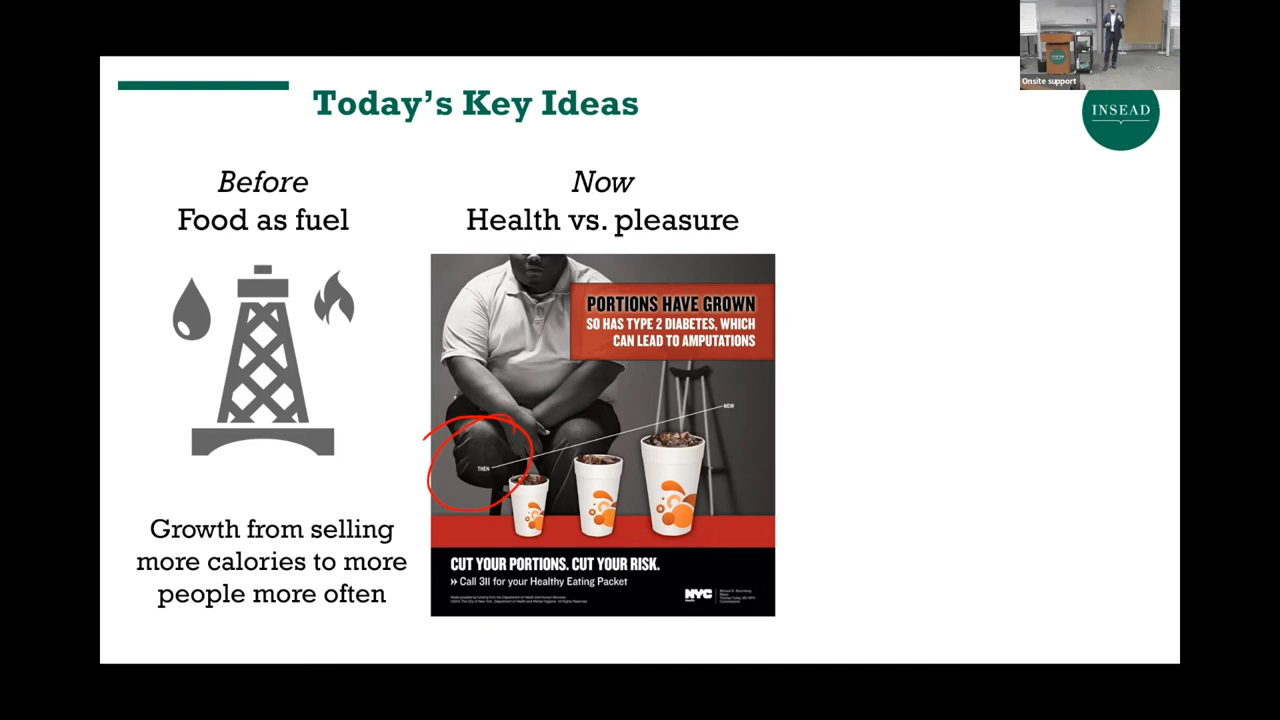 Onsite support
INSEAD
Today's Key Ideas
Before
Food as fuel
Growth from selling
more calories to more
people more often
Now
Health vs. pleasure
PORTIONS HAVE GROWN
SO HAS TYPE 2 DIABETES, WHICH
CAN LEAD TO AMPUTATIONS
NOW
THEN
CUT YOUR PORTIONS. CUT YOUR RISK.
» Call 311 for your Healthy Eating Packet
NYC